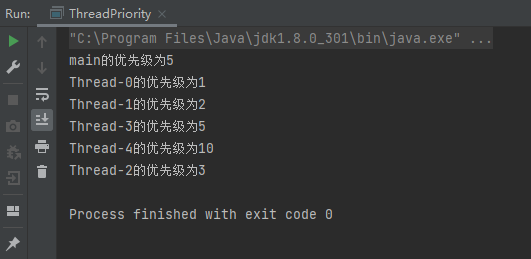 Run: ThreadPriority
"C:\Program Files\Java\jdk1.8.0_301\bin\java.exe" ...
main的优先级为5
Thread-0的优先级为1
Thread-1的优先级为2
Thread-3的优先级为5
Thread-4的优先级为10
Thread-2的优先级为3
Process finished with exit code 0